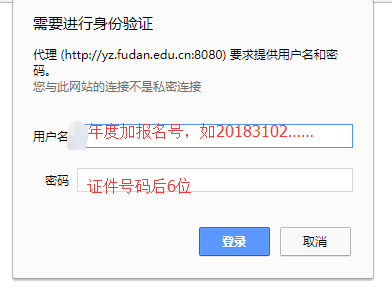 需要进行身份验证
代理 (http://yz.fudan.edu.cn:8080) 要求提供用户名和密
码。
您与此网站的连接不是私密连接
用户名 年度加报名号，如20183102......
密码 证件号码后6位
登录 取消